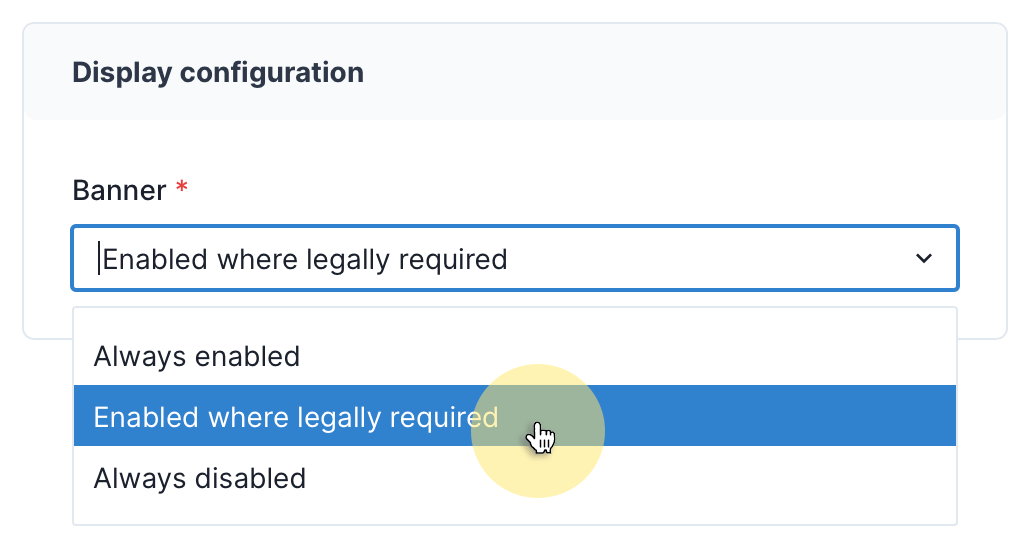 Display configuration
Banner *
Enabled where legally required
Always enabled
Enabled where legally required
Always disabled